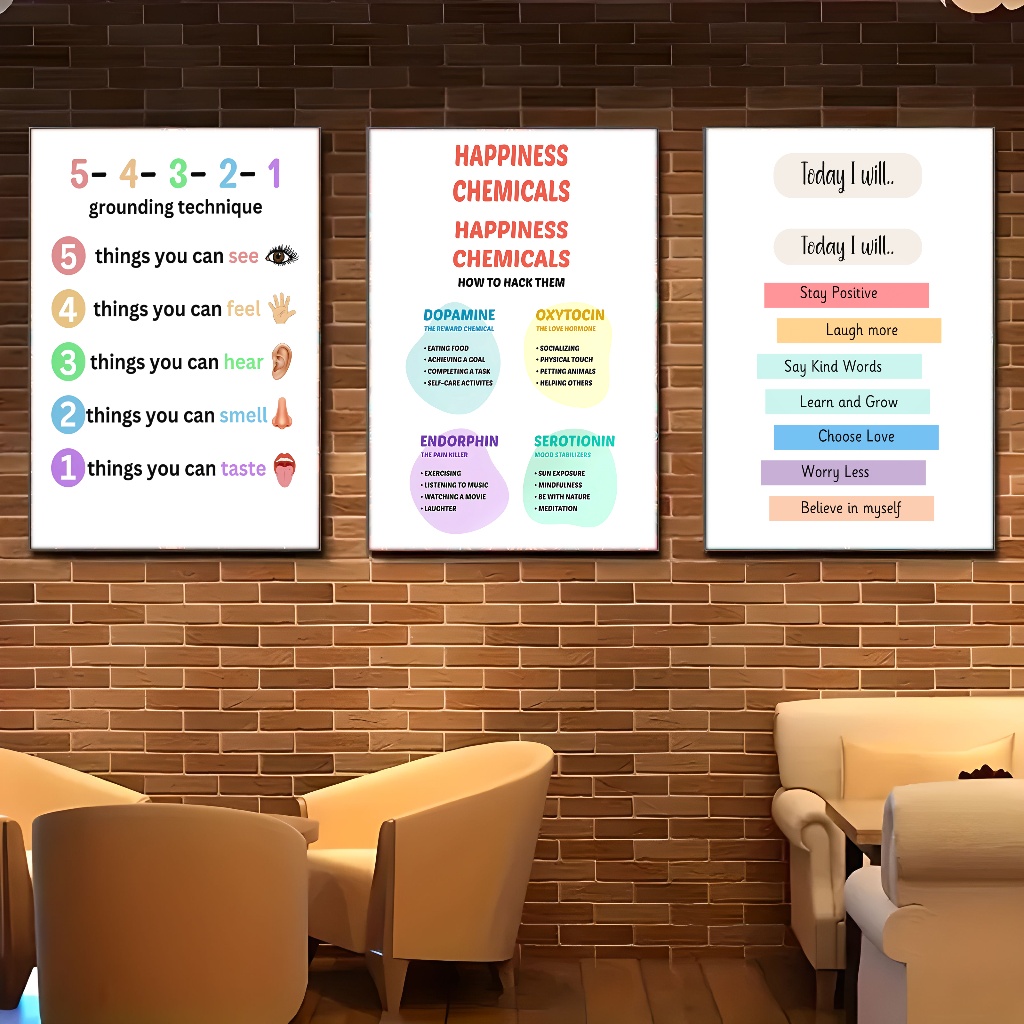 5- 4- 3- 2- 1
grounding technique
5 things you can see
4 things you can feel
3 things you can hear
2 things you can smell
1 things you can taste
HAPPINESS
CHEMICALS
HAPPINESS
CHEMICALS
HOW TO HACK THEM
DOPAMINE
THE REWARD CHEMICAL
• EATING FOOD
• ACHIEVING A GOAL
• COMPLETING A TASK
• SELF-CARE ACTIVITES
OXYTOCIN
THE LOVE HORMONE
• SOCIALIZING
• PHYSICAL TOUCH
• PETTING ANIMALS
• HELPING OTHERS
ENDORPHIN
THE PAIN KILLER
• EXERCISING
• LISTENING TO MUSIC
• WATCHING A MOVIE
• LAUGHTER
SEROTIONIN
MOOD STABILIZERS
• SUN EXPOSURE
• MINDFULNESS
• BE WITH NATURE
• MEDITATION
Today I will..
Today I will..
Stay Positive
Laugh more
Say Kind Words
Learn and Grow
Choose Love
Worry Less
Believe in myself